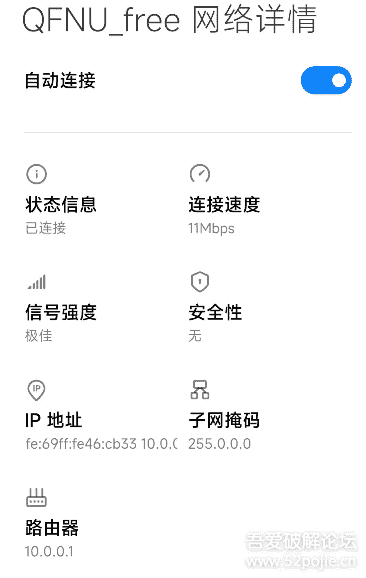 QFNU_free 网络详情
自动连接
状态信息 连接速度
已连接 11Mbps
信号强度 安全性
极佳 无
IP
IP 地址 子网掩码
fe:69ff:fe46:cb33 10.0.0 255.0.0.0
路由器
10.0.0.1
吾爱破解论坛
www.52pojie.cn